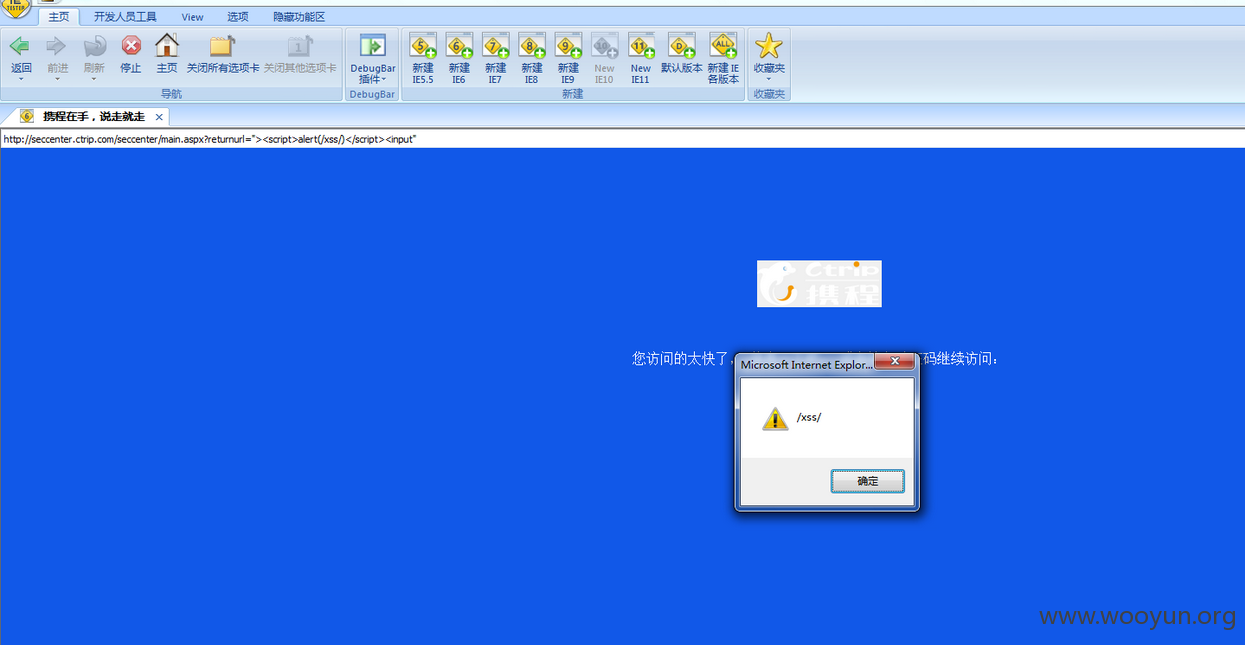 IE
TESTER
主页 开发人员工具 View 选项 隐藏功能区
返回 前进 刷新 停止 主页 关闭所有选项卡 关闭其他选项卡
导航
DebugBar
插件
DebugBar
新建
IE5.5
新建
IE6
新建
IE7
新建
IE8
新建
IE9
New
IE10
New
IE11
默认版本
新建 IE
各版本
新建
收藏夹
收藏夹
携程在手，说走就走
http://seccenter.ctrip.com/seccenter/main.aspx?returnurl="><script>alert(/xss/)</script><input"
Ctrip
携程
您访问的太快了，
码继续访问：
Microsoft Internet Explor...
/xss/
确定
www.wooyun.org